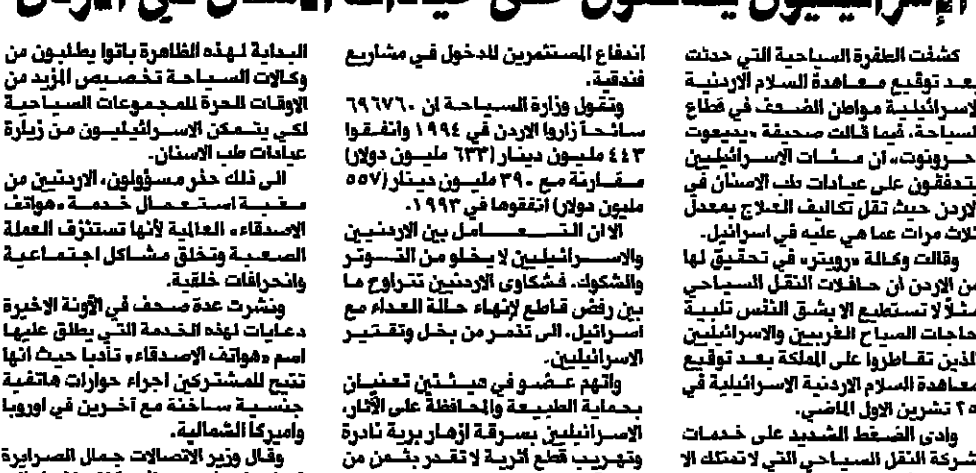 الإسرائيليون يتدفقون على عيادات الأسنان في الأردن
كشفت الطفرة السياحية التي حدثت
بعد توقيع معاهدة السلام الاردنية
الاسرائيلية مواطن الضعف في قطاع
السياحة. فيما قالت صحيفة «يديعوت
احرونوت» ان مئات الاسرائيليين
يتدفقون على عيادات طب الاسنان في
الاردن حيث تقل تكاليف العلاج بمعدل
ثلاث مرات عما هي عليه في اسرائيل.
وقالت وكالة «رويتر» في تحقيق لها
من الاردن ان حافلات النقل السياحي
مثلاً لا تستطيع الا بشق النفس تلبية
حاجات السياح الغربيين والاسرائيليين
الذين تقاطروا على المملكة بعد توقيع
معاهدة السلام الاردنية الاسرائيلية في
٢٥ تشرين الاول الماضي.
وادى الضغط الشديد على خدمات
شركة النقل السياحي التي لا تمتلك الا
اندفاع المستثمرين للدخول في مشاريع
فندقية.
وتقول وزارة السياحة ان ٦٩٦٧٦٠
سائحاً زاروا الاردن في ١٩٩٤ وانفقوا
٤٤٣ مليون دينار (٦٣٣ مليون دولار)
مقارنة مع ٣٩٠ مليون دينار (٥٥٧
مليون دولار) انفقوها في ١٩٩٣.
الا ان التعامل بين الاردنيين
والاسرائيليين لا يخلو من التوتر
والشكوك. فشكاوى الاردنيين تتراوح ما
بين رفض قاطع لإنهاء حالة العداء مع
اسرائيل، الى تذمر من بخل وتقتير
الاسرائيليين.
واتهم عضو في هيئتين تعنيان
بحماية الطبيعة والمحافظة على الآثار،
الاسرائيليين بسرقة ازهار برية نادرة
وتهريب قطع اثرية لا تقدر بثمن من
البداية لهذه الظاهرة باتوا يطلبون من
وكالات السياحة تخصيص المزيد من
الاوقات الحرة للمجموعات السياحية
لكي يتمكن الاسرائيليون من زيارة
عيادات طب الاسنان.
الى ذلك حذر مسؤولون، الاردنيين من
مغبة استعمال خدمة «هواتف
الاصدقاء» العالمية لأنها تستنزف العملة
الصعبة وتخلق مشاكل اجتماعية
وانحرافات خلقية.
ونشرت عدة صحف في الآونة الاخيرة
دعايات لهذه الخدمة التي يطلق عليها
اسم «هواتف الاصدقاء» تأدبا حيث انها
تتيح للمشتركين اجراء حوارات هاتفية
جنسية ساخنة مع آخرين في اوروبا
واميركا الشمالية.
وقال وزير الاتصالات جمال الصرايرة